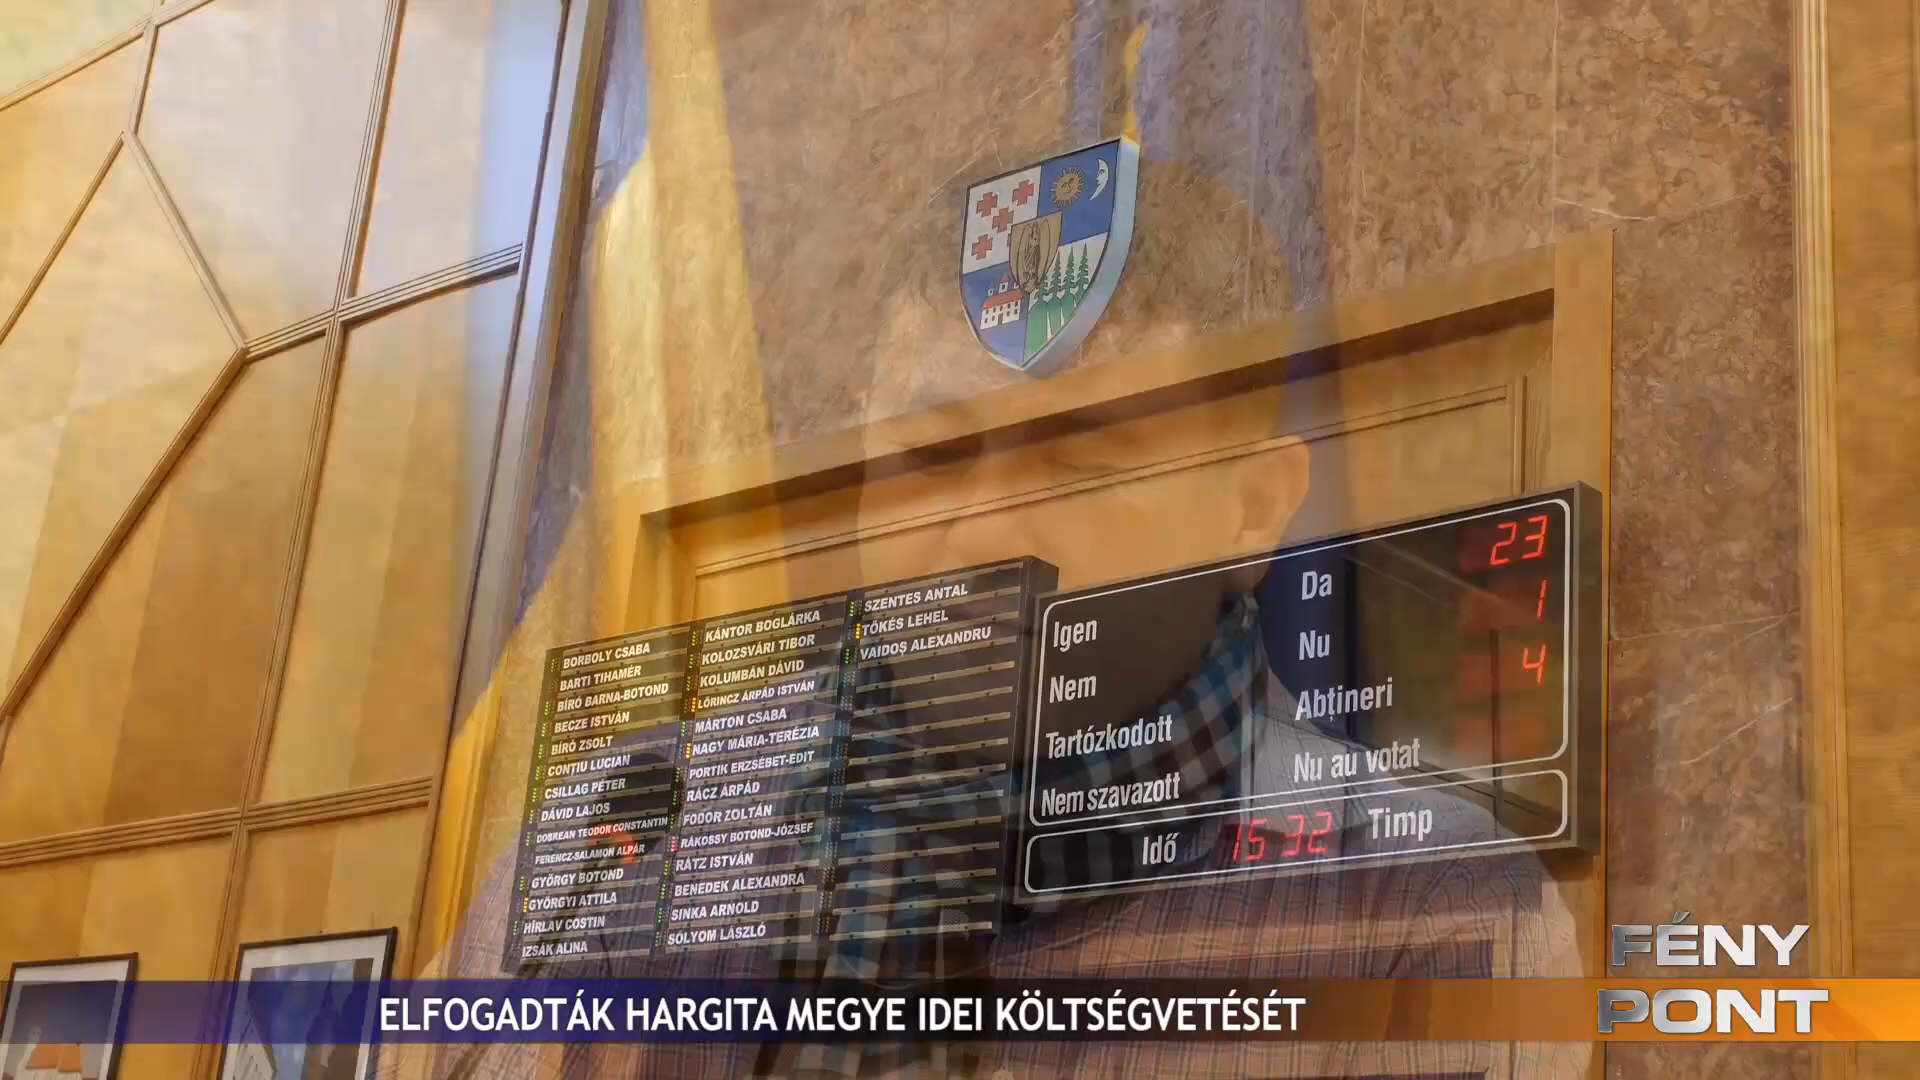 BORBOLY CSABA
BARTI TIHAMÉR
BÍRÓ BARNA-BOTOND
BECZE ISTVÁN
BÍRÓ ZSOLT
CONȚIU LUCIAN
CSILLAG PÉTER
DÁVID LAJOS
DOBREAN TEODOR CONSTANTIN
FERENCZ-SALAMON ALPÁR
GYÖRGY BOTOND
GYÖRGYI ATTILA
HÎRLAV COSTIN
IZSÁK ALINA
KÁNTOR BOGLÁRKA
KOLOZSVÁRI TIBOR
KOLUMBÁN DÁVID
LŐRINCZ ÁRPÁD ISTVÁN
MÁRTON CSABA
NAGY MÁRIA-TERÉZIA
PORTIK ERZSÉBET-EDIT
RÁCZ ÁRPÁD
FODOR ZOLTÁN
RÁKOSSY BOTOND-JÓZSEF
RÁTZ ISTVÁN
BENEDEK ALEXANDRA
SINKA ARNOLD
SÓLYOM LÁSZLÓ
SZENTES ANTAL
TŐKÉS LEHEL
VAIDOȘ ALEXANDRU
Igen Da 23
Nem Nu 1
Tartózkodott Abțineri 4
Nem szavazott Nu au votat
Idő 15 32 Timp
ELFOGADTÁK HARGITA MEGYE IDEI KÖLTSÉGVETÉSÉT
FÉNY
PONT